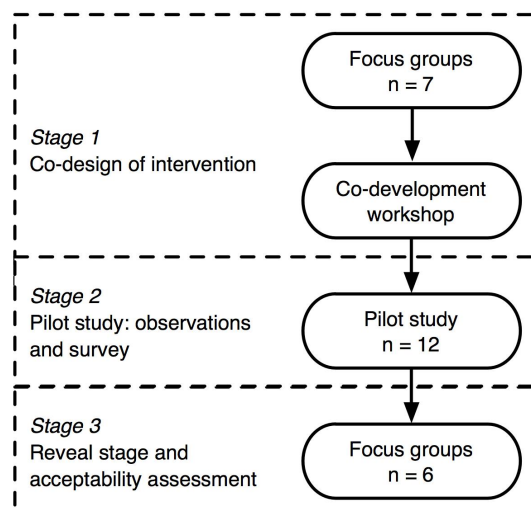 Focus groups
n = 7
Stage 1
Co-design of intervention
Co-development
workshop
Stage 2
Pilot study: observations
and survey
Pilot study
n = 12
Stage 3
Reveal stage and
acceptability assessment
Focus groups
n = 6